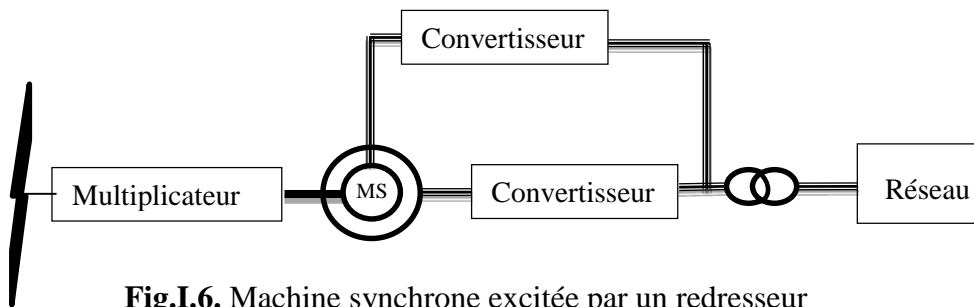 Convertisseur
Multiplicateur
MS
Convertisseur
Réseau
Fig.I.6. Machine synchrone excitée par un redresseur